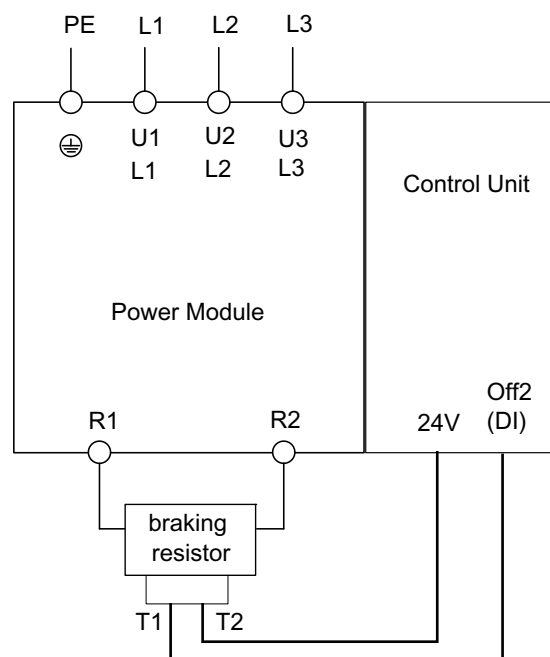 PE L1 L2 L3
U1 U2 U3
L1 L2 L3
Control Unit
Power Module
Off2
R1 R2 24V (DI)
braking
resistor
T1 T2